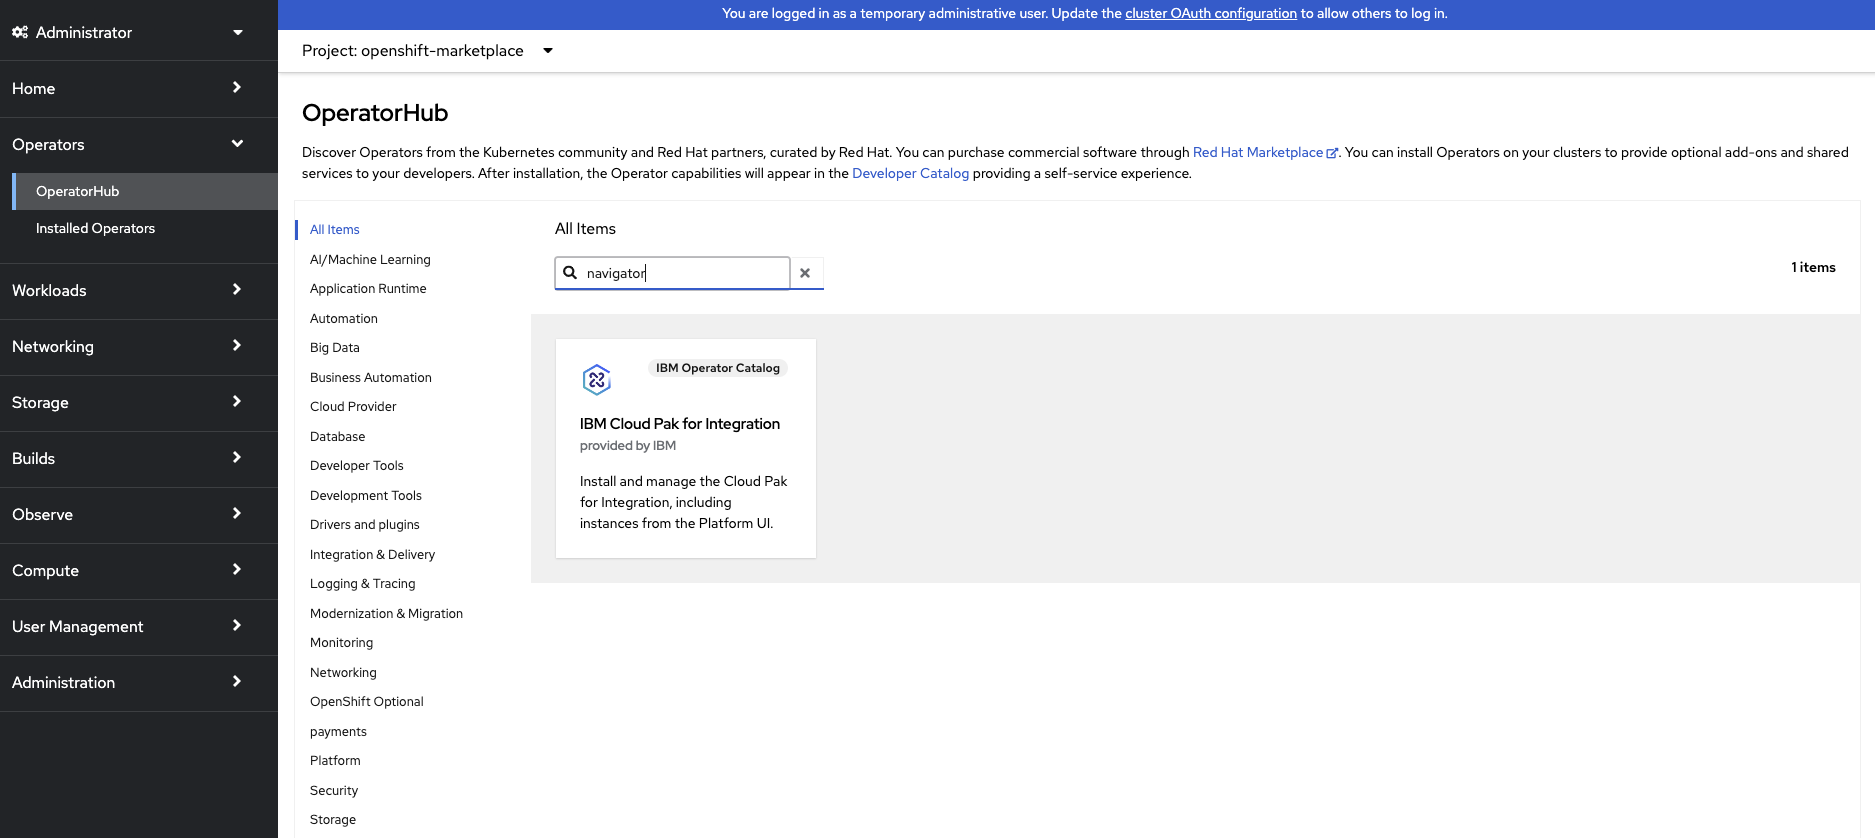 You are logged in as a temporary administrative user. Update the cluster OAuth configuration to allow others to log in.
Administrator
Home
Operators
OperatorHub
Installed Operators
Workloads
Networking
Storage
Builds
Observe
Compute
User Management
Administration
Project: openshift-marketplace
OperatorHub
Discover Operators from the Kubernetes community and Red Hat partners, curated by Red Hat. You can purchase commercial software through Red Hat Marketplace. You can install Operators on your clusters to provide optional add-ons and shared
services to your developers. After installation, the Operator capabilities will appear in the Developer Catalog providing a self-service experience.
All Items
AI/Machine Learning
Application Runtime
Automation
Big Data
Business Automation
Cloud Provider
Database
Developer Tools
Development Tools
Drivers and plugins
Integration & Delivery
Logging & Tracing
Modernization & Migration
Monitoring
Networking
OpenShift Optional
payments
Platform
Security
Storage
All Items
navigator
1 items
IBM Operator Catalog
IBM Cloud Pak for Integration
provided by IBM
Install and manage the Cloud Pak
for Integration, including
instances from the Platform UI.